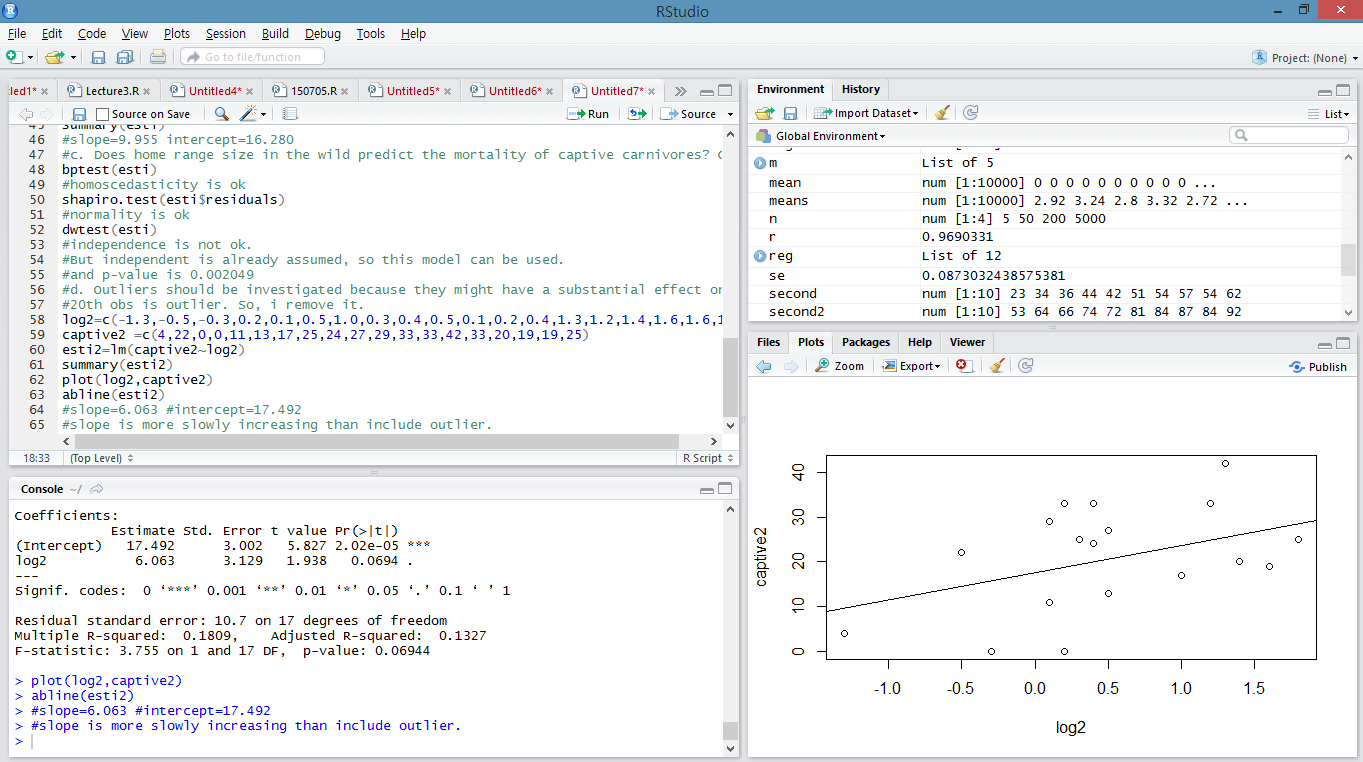 RStudio
File Edit Code View Plots Session Build Debug Tools Help
Go to file/function
Project: (None)
led1* Lecture3.R Untitled4* 150705.R Untitled5* Untitled6* Untitled7*
Source on Save Run Source
45 summary(esti)
46 #slope=9.955 intercept=16.280
47 #c. Does home range size in the wild predict the mortality of captive carnivores?
48 bptest(esti)
49 #homoscedasticity is ok
50 shapiro.test(esti$residuals)
51 #normality is ok
52 dwtest(esti)
53 #independence is not ok.
54 #But independent is already assumed, so this model can be used.
55 #and p-value is 0.002049
56 #d. Outliers should be investigated because they might have a substantial effect on
57 #20th obs is outlier. So, i remove it.
58 log2=c(-1.3,-0.5,-0.3,0.2,0.1,0.5,1.0,0.3,0.4,0.5,0.1,0.2,0.4,1.3,1.2,1.4,1.6,1.6,1
59 captive2 =c(4,22,0,0,11,13,17,25,24,27,29,33,33,42,33,20,19,19,25)
60 esti2=lm(captive2~log2)
61 summary(esti2)
62 plot(log2,captive2)
63 abline(esti2)
64 #slope=6.063 #intercept=17.492
65 #slope is more slowly increasing than include outlier.
18:33 (Top Level) R Script
Console ~/
Coefficients:
Estimate Std. Error t value Pr(>|t|)
(Intercept) 17.492 3.002 5.827 2.02e-05 ***
log2 6.063 3.129 1.938 0.0694 .
---
Signif. codes: 0 ‘***’ 0.001 ‘**’ 0.01 ‘*’ 0.05 ‘.’ 0.1 ‘ ’ 1
Residual standard error: 10.7 on 17 degrees of freedom
Multiple R-squared: 0.1809, Adjusted R-squared: 0.1327
F-statistic: 3.755 on 1 and 17 DF, p-value: 0.06944
> plot(log2,captive2)
> abline(esti2)
> #slope=6.063 #intercept=17.492
> #slope is more slowly increasing than include outlier.
>
Environment History
Import Dataset List
Global Environment
m List of 5
mean num [1:10000] 0 0 0 0 0 0 0 0 0 0 ...
means num [1:10000] 2.92 3.24 2.8 3.32 2.72 ...
n num [1:4] 5 50 200 5000
r 0.9690331
reg List of 12
se 0.0873032438575381
second num [1:10] 23 34 36 44 42 51 54 57 54 62
second2 num [1:10] 53 64 66 74 72 81 84 87 84 92
Files Plots Packages Help Viewer
Zoom Export Publish
captive2
40
30
20
10
0
-1.0 -0.5 0.0 0.5 1.0 1.5
log2